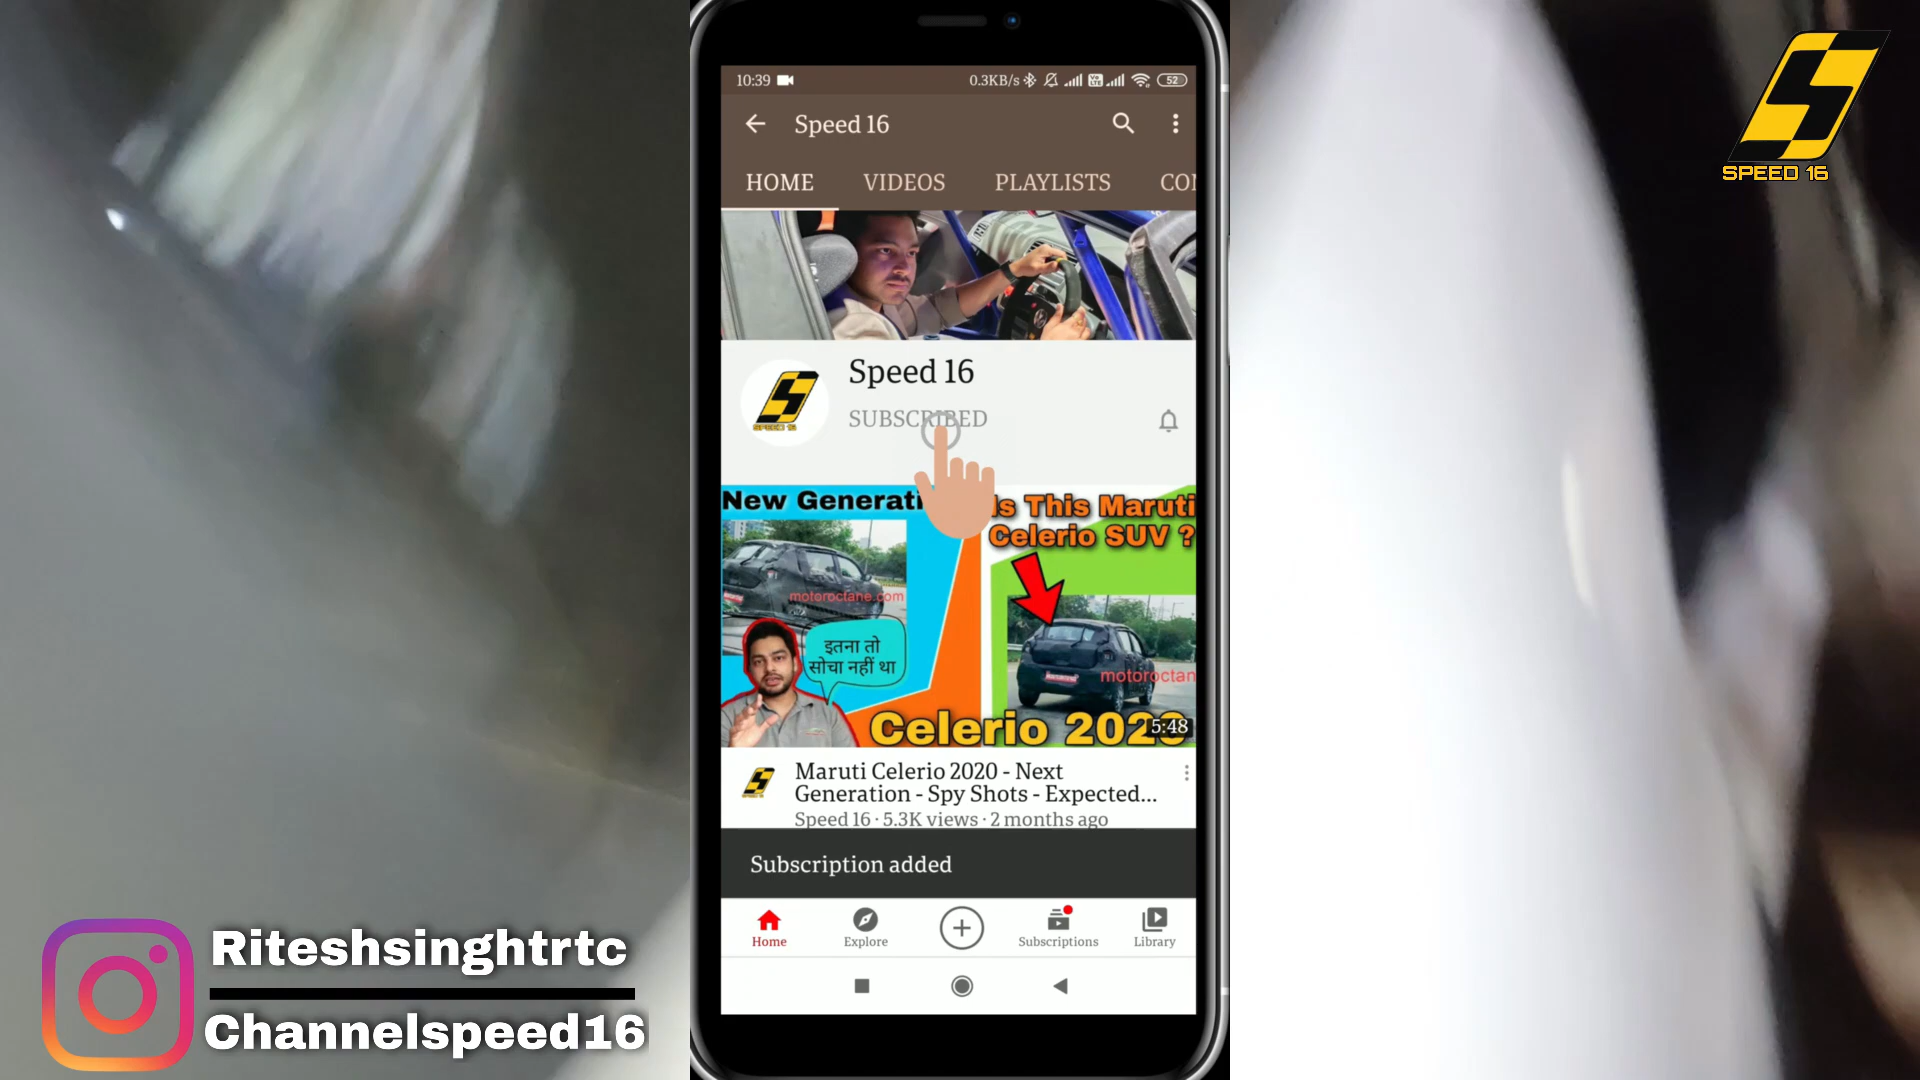 10:39
0.3KB/s
52
Speed 16
HOME VIDEOS PLAYLISTS
SPEED 16
Speed 16
SUBSCRIBED
New Generati
Is This Maruti
Celerio SUV ?
motoroctane.com
इतना तो
सोचा नहीं था
motoroctan
Celerio 2020
5:48
Maruti Celerio 2020 - Next
Generation - Spy Shots - Expected...
Speed 16 · 5.3K views · 2 months ago
Subscription added
Home Explore Subscriptions Library
Riteshsinghtrtc
Channelspeed16